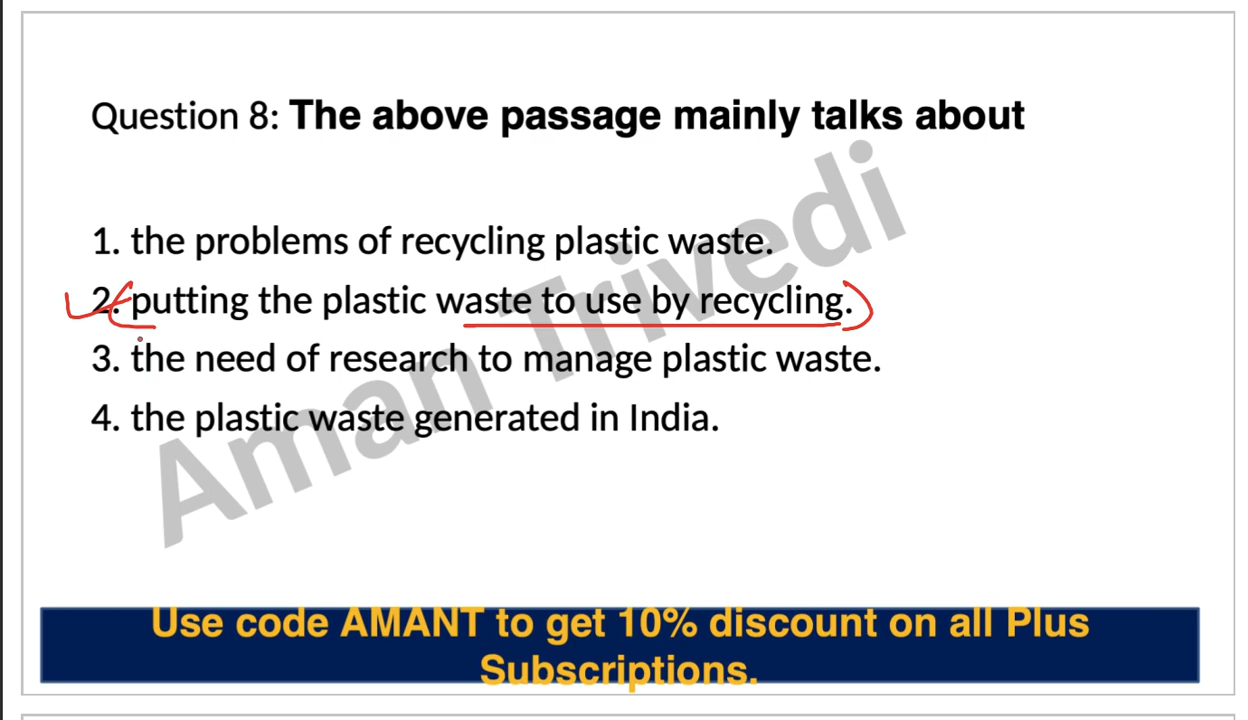 Question 8: The above passage mainly talks about
1. the problems of recycling plastic waste.
2. putting the plastic waste to use by recycling.
3. the need of research to manage plastic waste.
4. the plastic waste generated in India.
Aman Trivedi
Use code AMANT to get 10% discount on all Plus
Subscriptions.